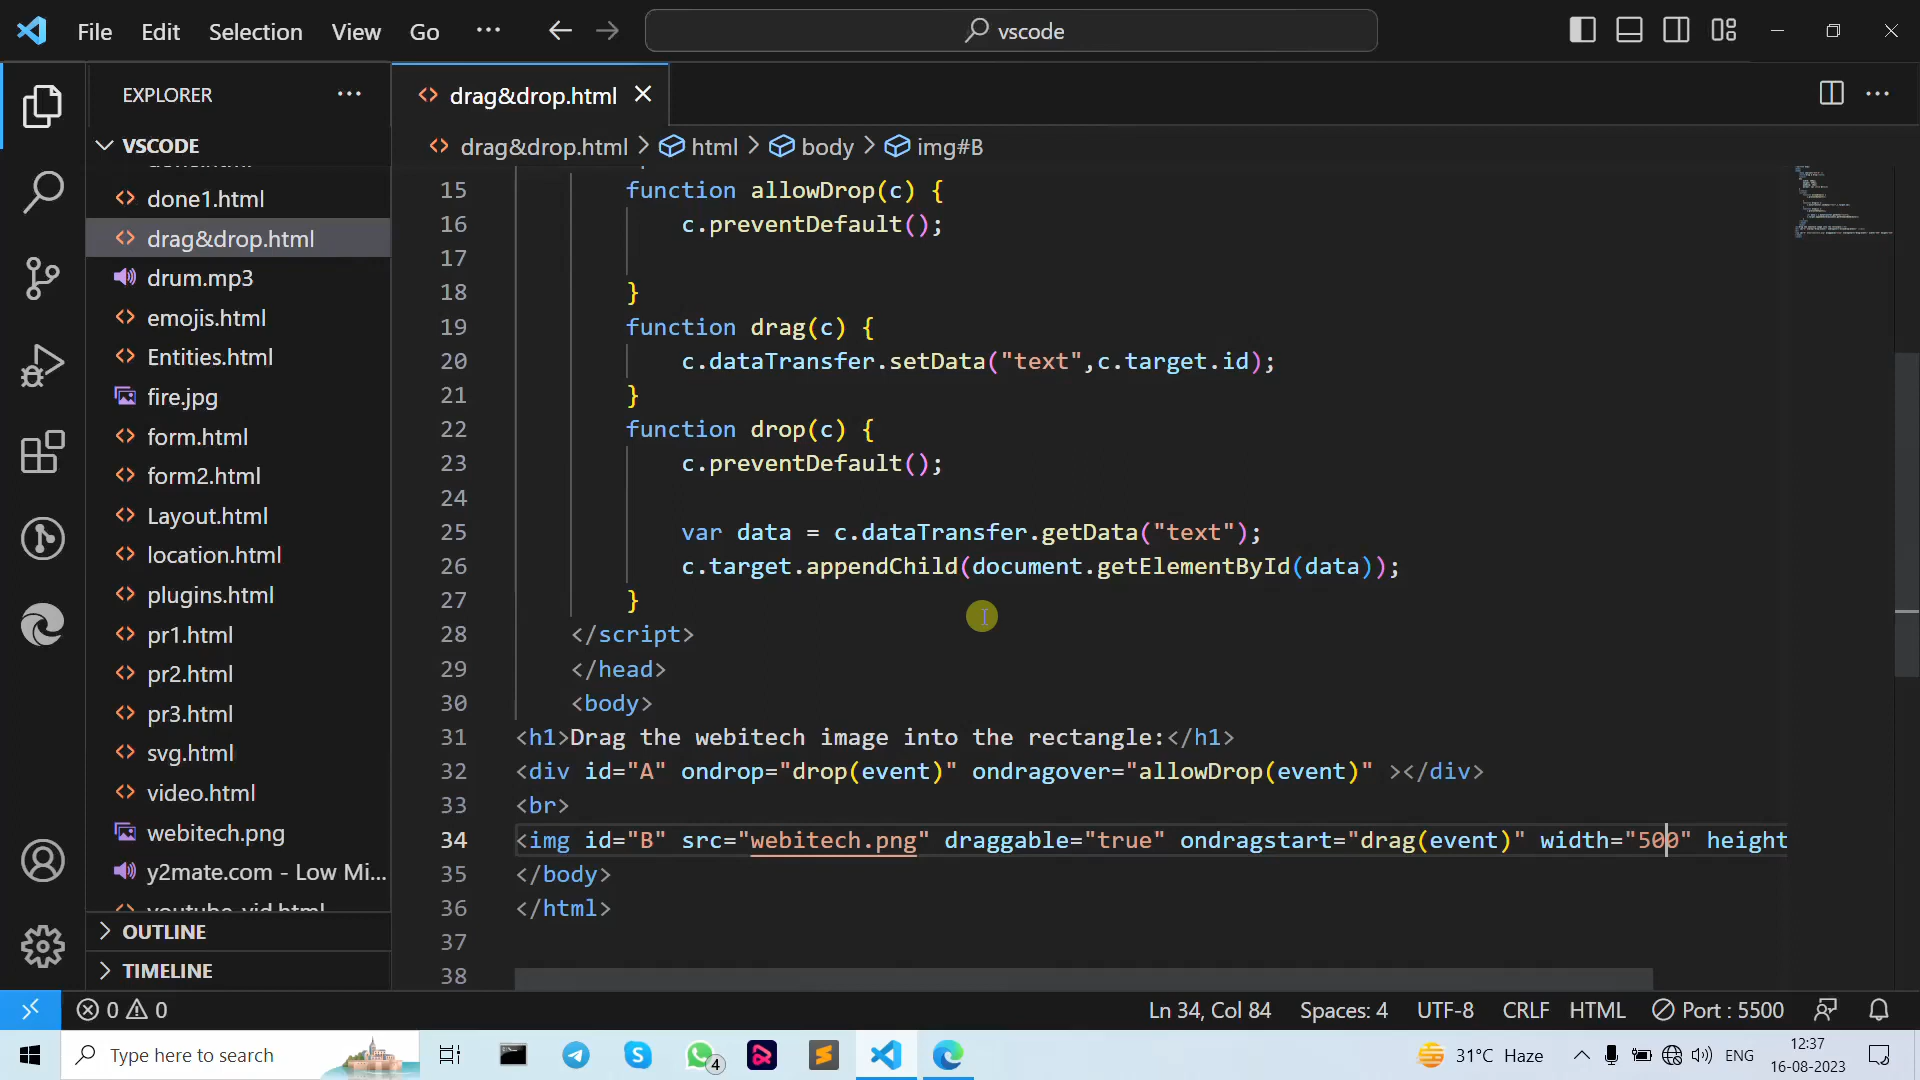 File Edit Selection View Go ··· vscode
EXPLORER ···
VSCODE
done1.html
drag&drop.html
drum.mp3
emojis.html
Entities.html
fire.jpg
form.html
form2.html
Layout.html
location.html
plugins.html
pr1.html
pr2.html
pr3.html
svg.html
video.html
webitech.png
y2mate.com - Low Mi...
youtube_vid.html
OUTLINE
TIMELINE
drag&drop.html
drag&drop.html > html > body > img#B
15 function allowDrop(c) {
16 c.preventDefault();
17
18 }
19 function drag(c) {
20 c.dataTransfer.setData("text",c.target.id);
21 }
22 function drop(c) {
23 c.preventDefault();
24
25 var data = c.dataTransfer.getData("text");
26 c.target.appendChild(document.getElementById(data));
27 }
28 </script>
29 </head>
30 <body>
31 <h1>Drag the webitech image into the rectangle:</h1>
32 <div id="A" ondrop="drop(event)" ondragover="allowDrop(event)" ></div>
33 <br>
34 <img id="B" src="webitech.png" draggable="true" ondragstart="drag(event)" width="500" height
35 </body>
36 </html>
37
38
0 0 Ln 34, Col 84 Spaces: 4 UTF-8 CRLF HTML Port : 5500
Type here to search 4 31°C Haze ENG 12:37
16-08-2023